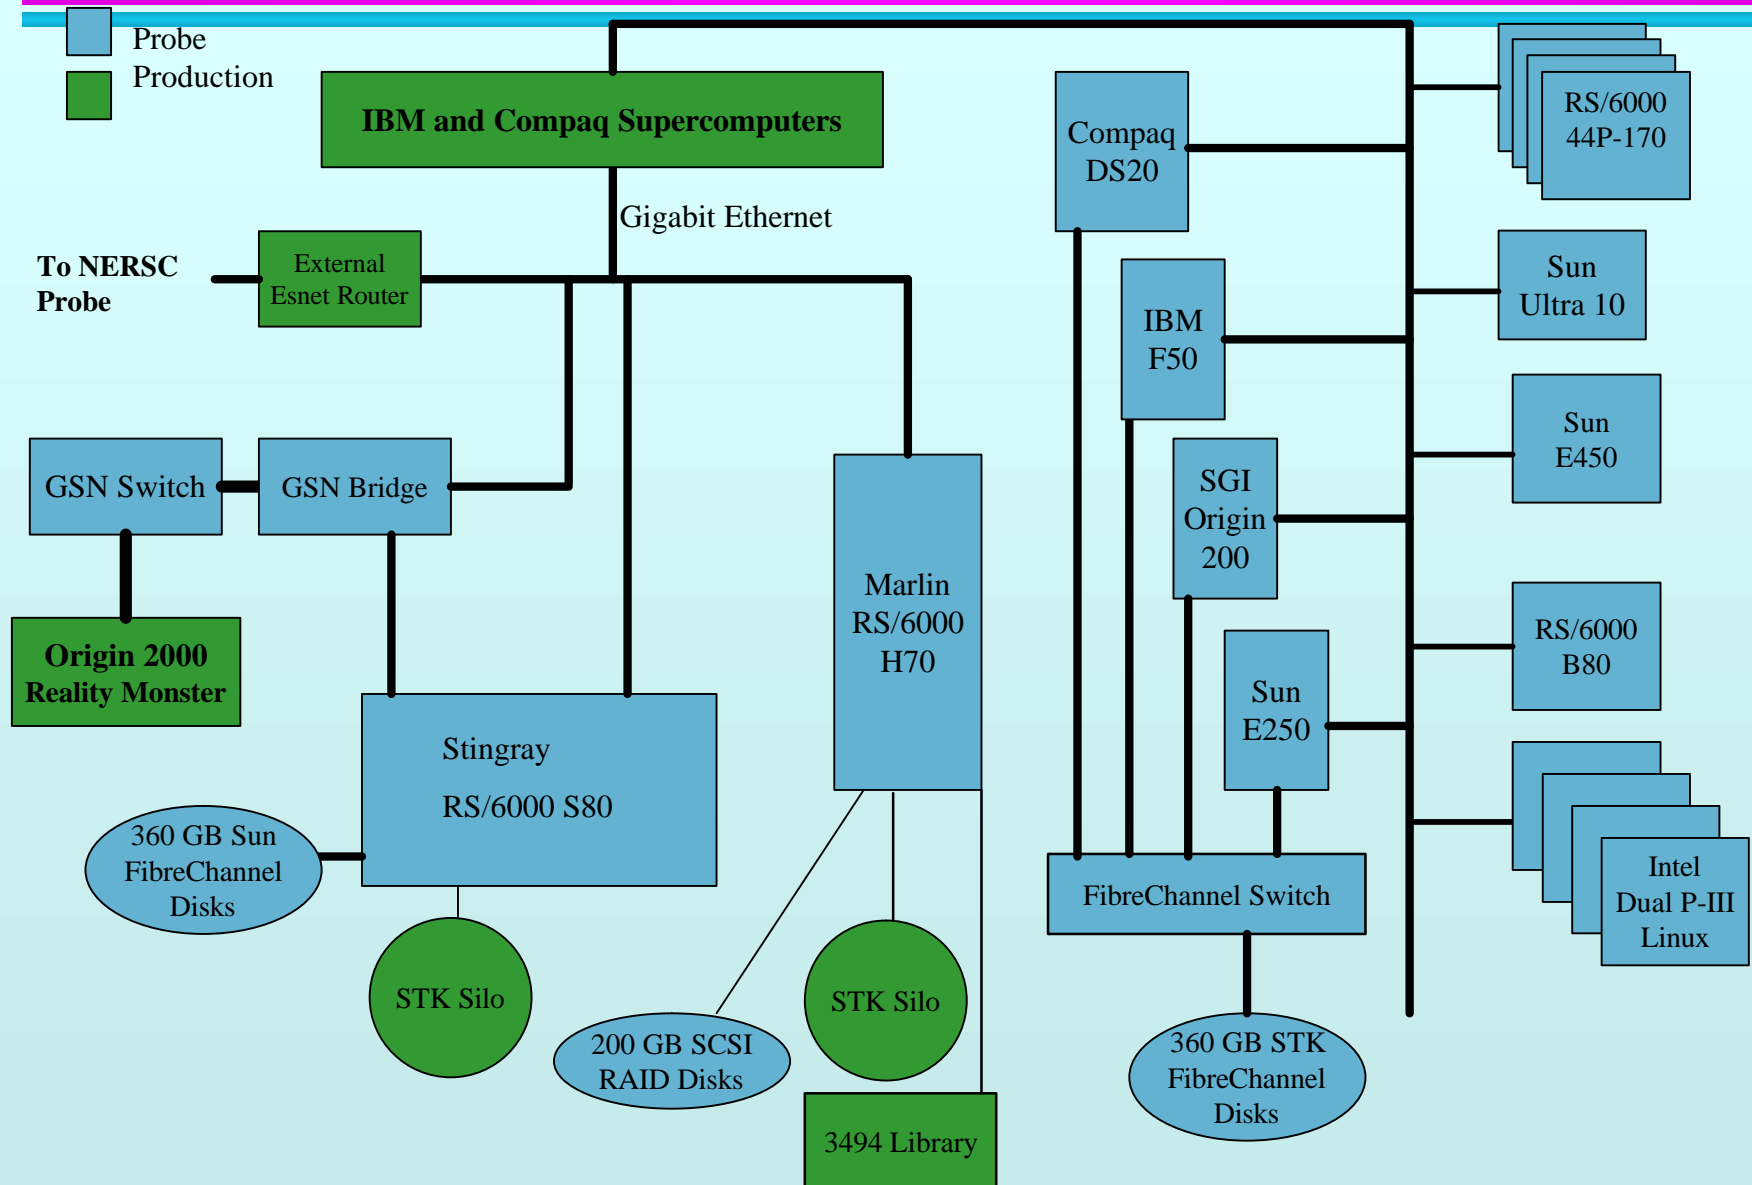 Probe
Production
IBM and Compaq Supercomputers
Gigabit Ethernet
To NERSC
Probe
External
Esnet Router
GSN Switch
GSN Bridge
Origin 2000
Reality Monster
Stingray
RS/6000 S80
360 GB Sun
FibreChannel
Disks
STK Silo
Marlin
RS/6000
H70
200 GB SCSI
RAID Disks
STK Silo
3494 Library
Compaq
DS20
IBM
F50
SGI
Origin
200
Sun
E250
FibreChannel Switch
360 GB STK
FibreChannel
Disks
RS/6000
44P-170
Sun
Ultra 10
Sun
E450
RS/6000
B80
Intel
Dual P-III
Linux